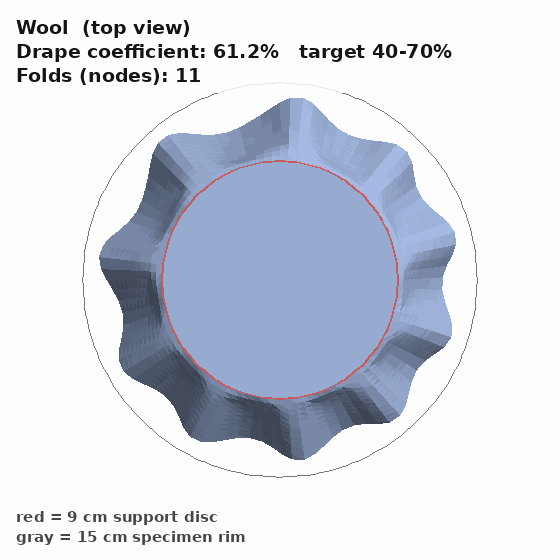 Wool  (top view)
Drape coefficient: 61.2%   target 40-70%
Folds (nodes): 11
red = 9 cm support disc
gray = 15 cm specimen rim